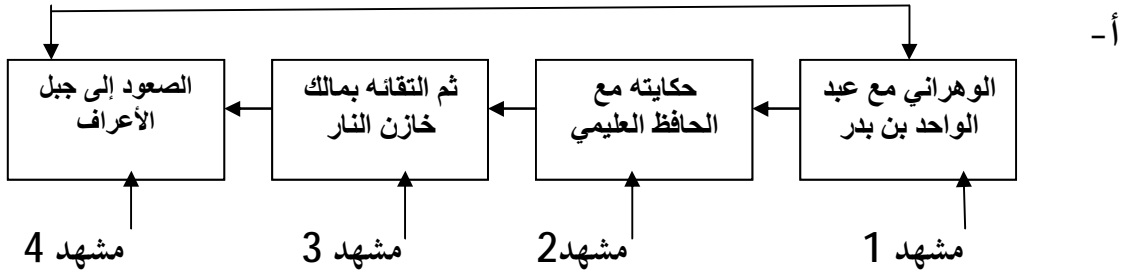 أ-
الوهراني مع عبد
الواحد بن بدر
حكايته مع
الحافظ العليمي
ثم التقائه بمالك
خازن النار
الصعود إلى جبل
الأعراف
مشهد 1
مشهد2
مشهد 3
مشهد 4